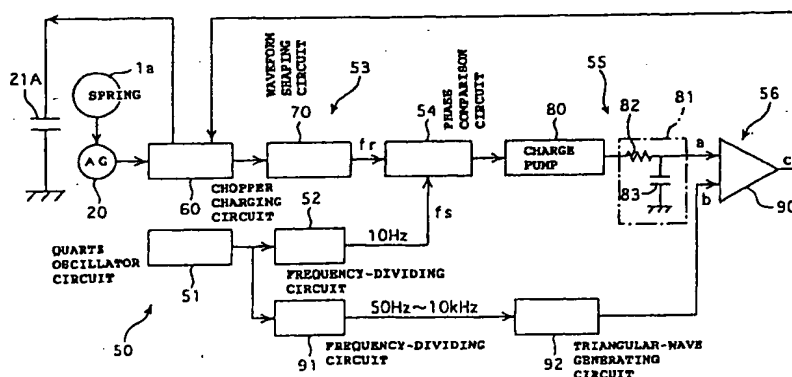 21A
1a
SPRING
AG
20
WAVEFORM
SHAPING
CIRCUIT
53
70
60
CHOPPER
CHARGING
CIRCUIT
fr
54
PHASE
COMPARISON
CIRCUIT
fs
80
CHARGE
PUMP
55
82
81
83
a
b
56
c
90
QUARTS
OSCILLATOR
CIRCUIT
51
50
52
10Hz
FREQUENCY-DIVIDING
CIRCUIT
91
50Hz~10kHz
FREQUENCY-DIVIDING
CIRCUIT
92
TRIANGULAR-WAVE
GENERATING
CIRCUIT